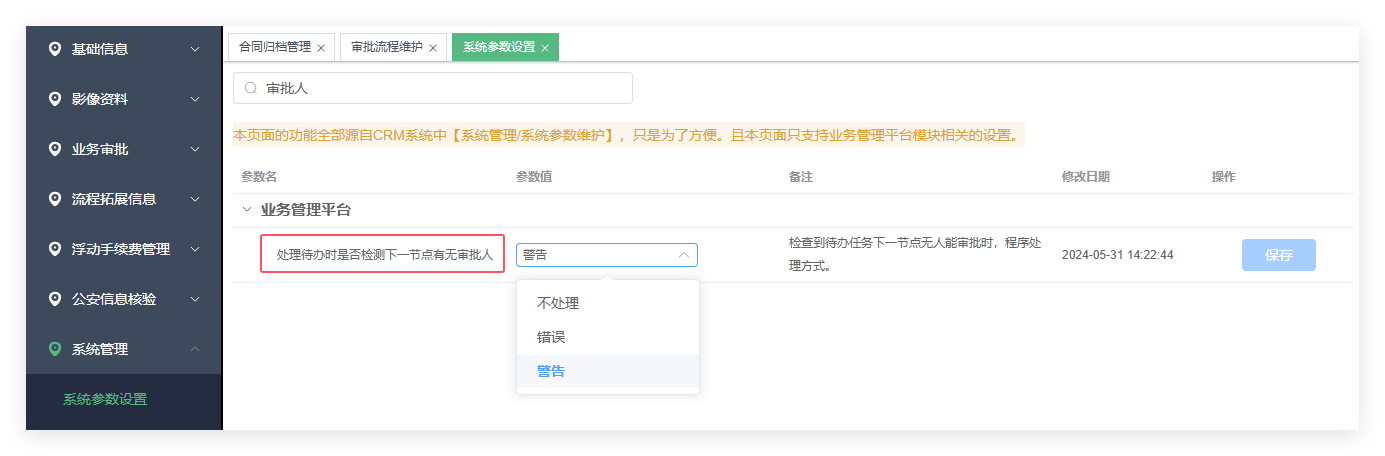 基础信息
影像资料
业务审批
流程拓展信息
浮动手续费管理
公安信息核验
系统管理
系统参数设置
合同归档管理 × 审批流程维护 × 系统参数设置 ×
审批人
本页面的功能全部源自CRM系统中【系统管理/系统参数维护】，只是为了方便。且本页面只支持业务管理平台模块相关的设置。
参数名 参数值 备注 修改日期 操作
业务管理平台
处理待办时是否检测下一节点有无审批人 警告 检查到待办任务下一节点无人能审批时，程序处 2024-05-31 14:22:44 保存
理方式。
不处理
错误
警告